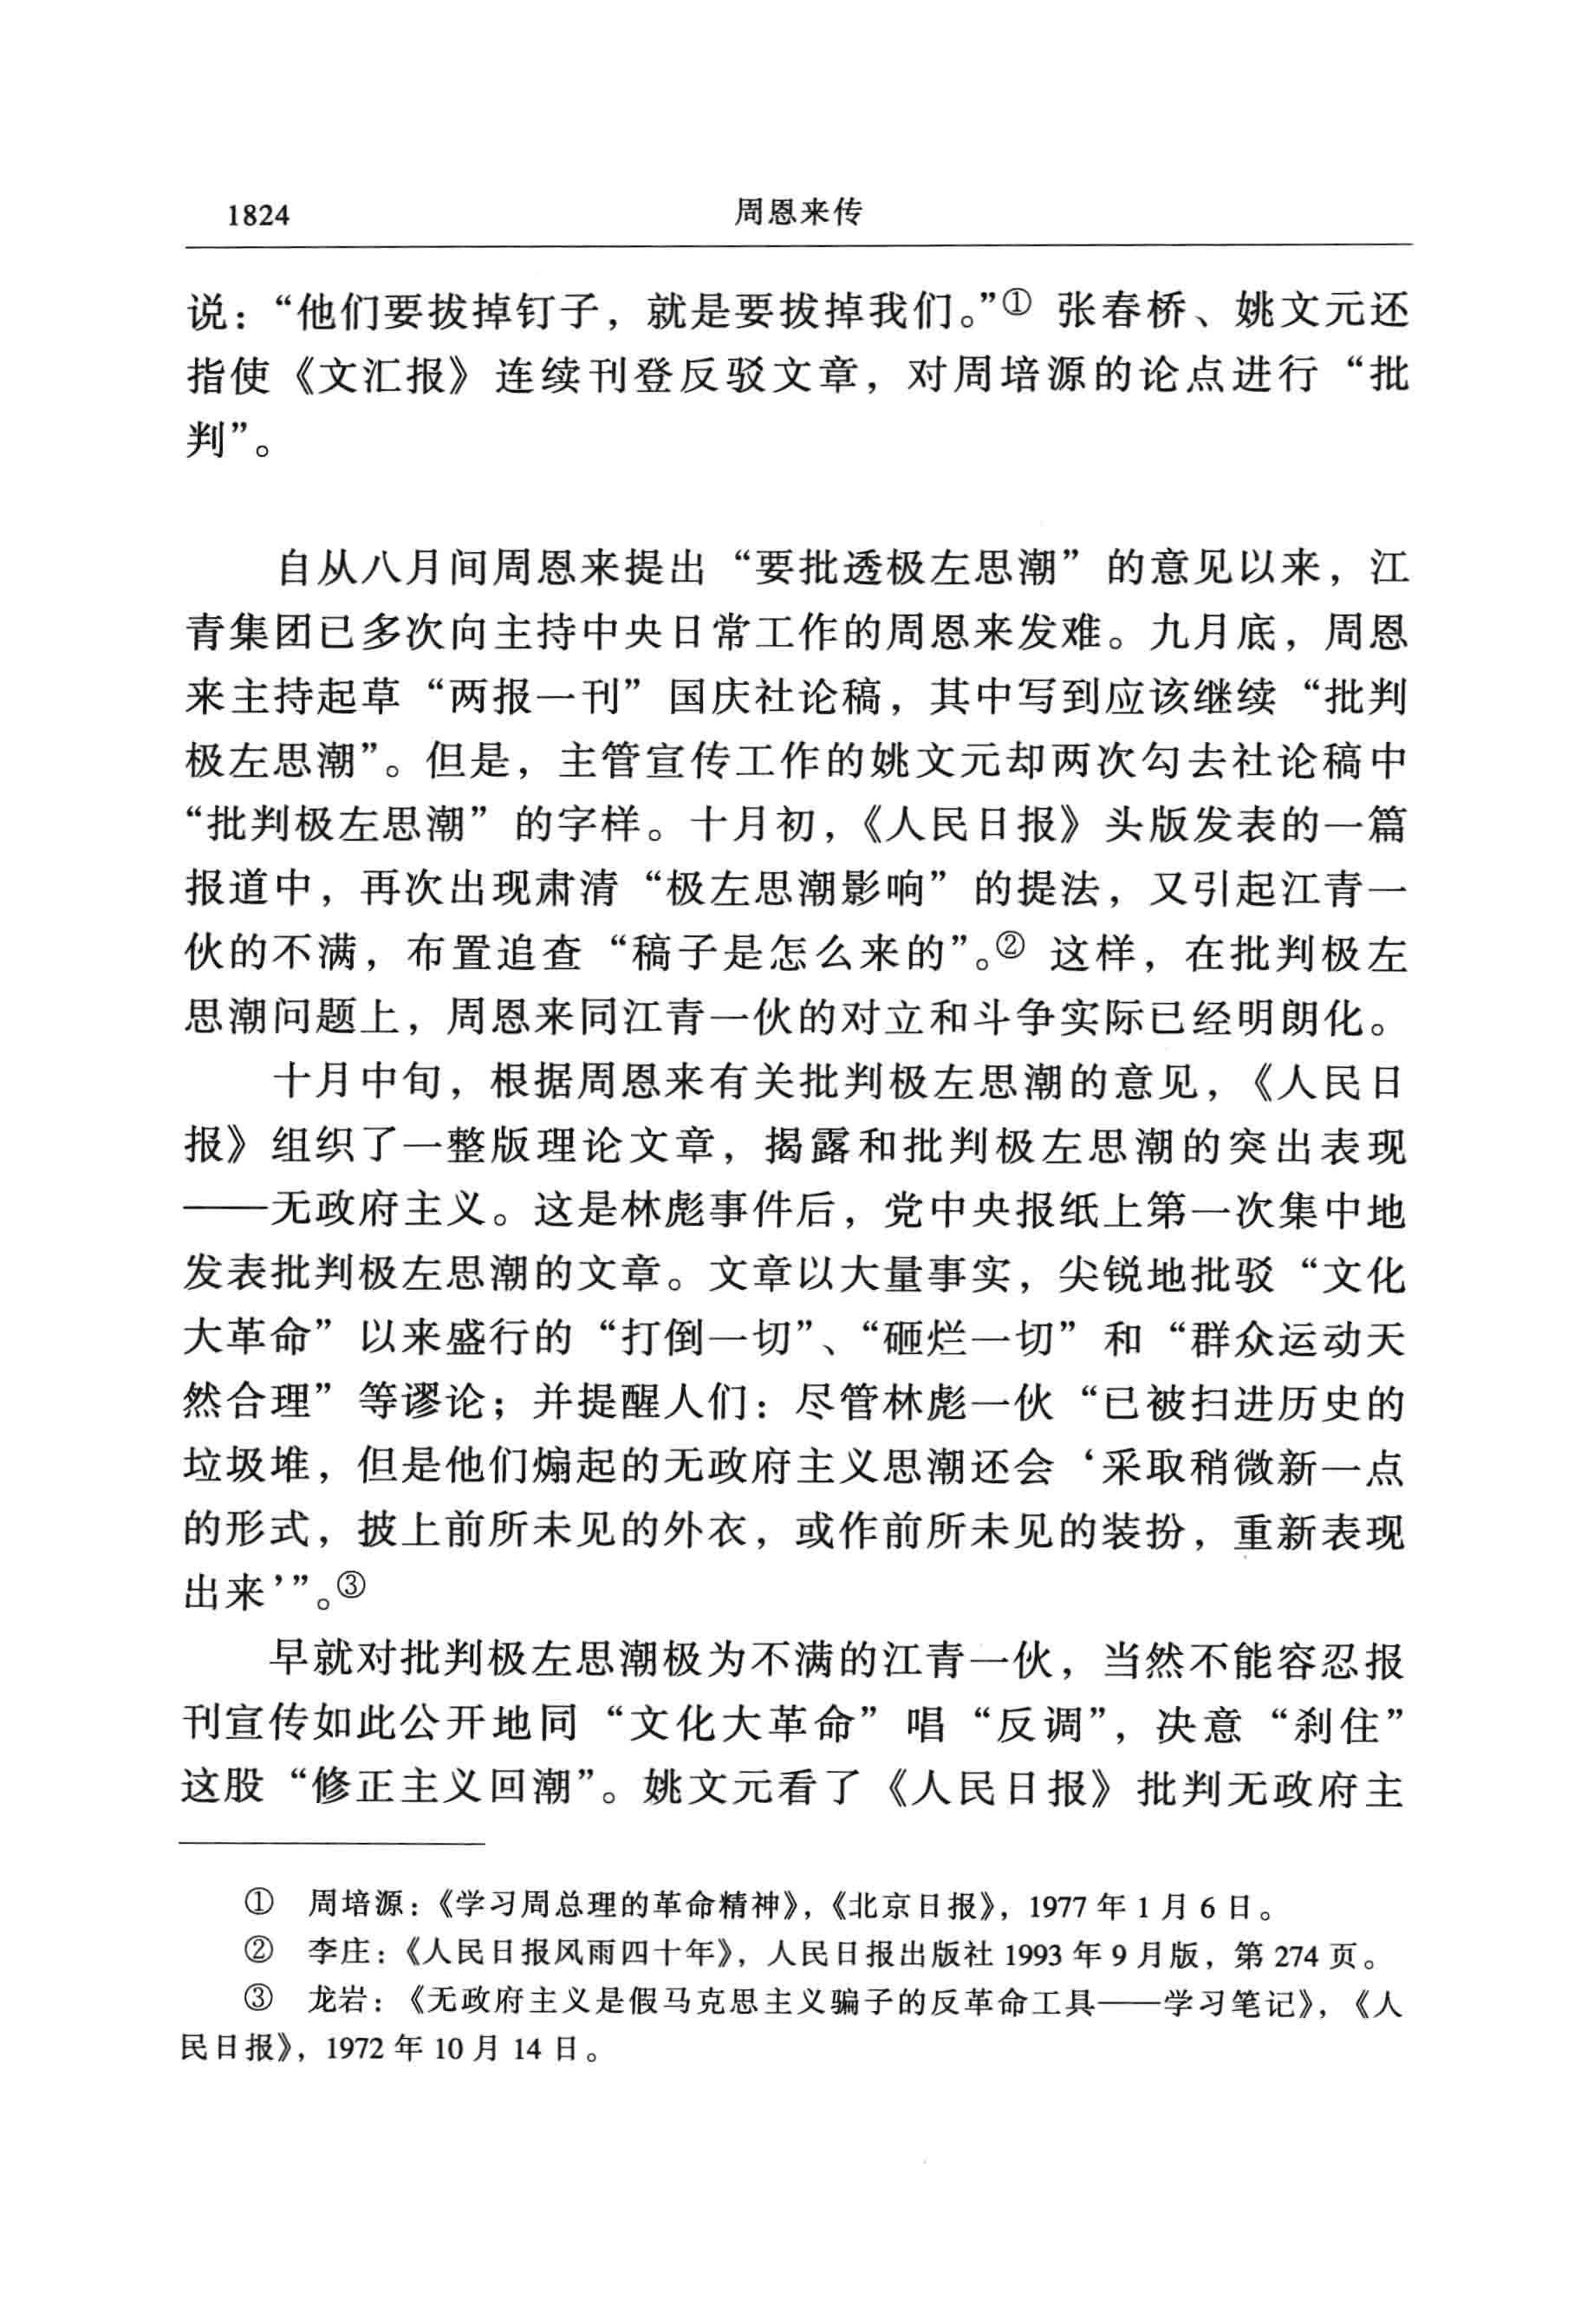 1824
周恩来传
说：“他们要拔掉钉子，就是要拔掉我们。”① 张春桥、姚文元还
指使《文汇报》连续刊登反驳文章，对周培源的论点进行“批
判”。
自从八月间周恩来提出“要批透极左思潮”的意见以来，江
青集团已多次向主持中央日常工作的周恩来发难。九月底，周恩
来主持起草“两报一刊”国庆社论稿，其中写到应该继续“批判
极左思潮”。但是，主管宣传工作的姚文元却两次勾去社论稿中
“批判极左思潮”的字样。十月初，《人民日报》头版发表的一篇
报道中，再次出现肃清“极左思潮影响”的提法，又引起江青一
伙的不满，布置追查“稿子是怎么来的”。② 这样，在批判极左
思潮问题上，周恩来同江青一伙的对立和斗争实际已经明朗化。
十月中旬，根据周恩来有关批判极左思潮的意见，《人民日
报》组织了一整版理论文章，揭露和批判极左思潮的突出表现
——无政府主义。这是林彪事件后，党中央报纸上第一次集中地
发表批判极左思潮的文章。文章以大量事实，尖锐地批驳“文化
大革命”以来盛行的“打倒一切”、“砸烂一切”和“群众运动天
然合理”等谬论；并提醒人们：尽管林彪一伙“已被扫进历史的
垃圾堆，但是他们煽起的无政府主义思潮还会‘采取稍微新一点
的形式，披上前所未见的外衣，或作前所未见的装扮，重新表现
出来’”。③
早就对批判极左思潮极为不满的江青一伙，当然不能容忍报
刊宣传如此公开地同“文化大革命”唱“反调”，决意“刹住”
这股“修正主义回潮”。姚文元看了《人民日报》批判无政府主
① 周培源：《学习周总理的革命精神》，《北京日报》，1977 年 1 月 6 日。
② 李庄：《人民日报风雨四十年》，人民日报出版社 1993 年 9 月版，第 274 页。
③ 龙岩：《无政府主义是假马克思主义骗子的反革命工具——学习笔记》，《人
民日报》，1972 年 10 月 14 日。